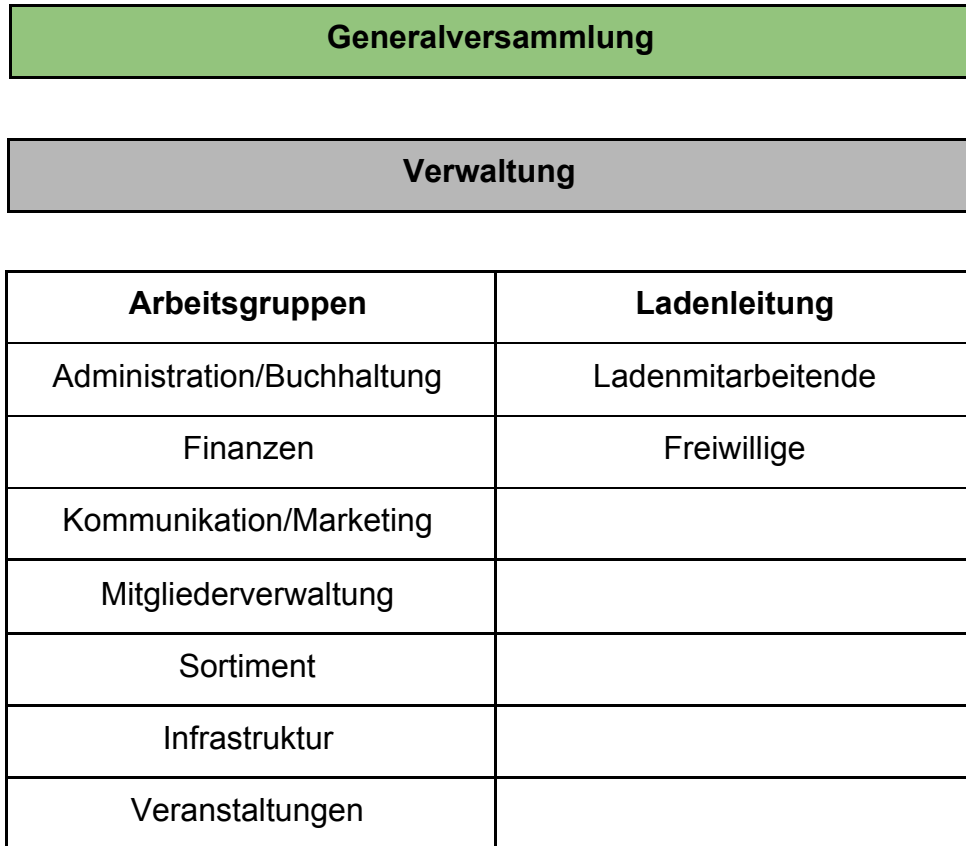 Generalversammlung
Verwaltung
Arbeitsgruppen Ladenleitung
Administration/Buchhaltung Ladenmitarbeitende
Finanzen Freiwillige
Kommunikation/Marketing
Mitgliederverwaltung
Sortiment
Infrastruktur
Veranstaltungen